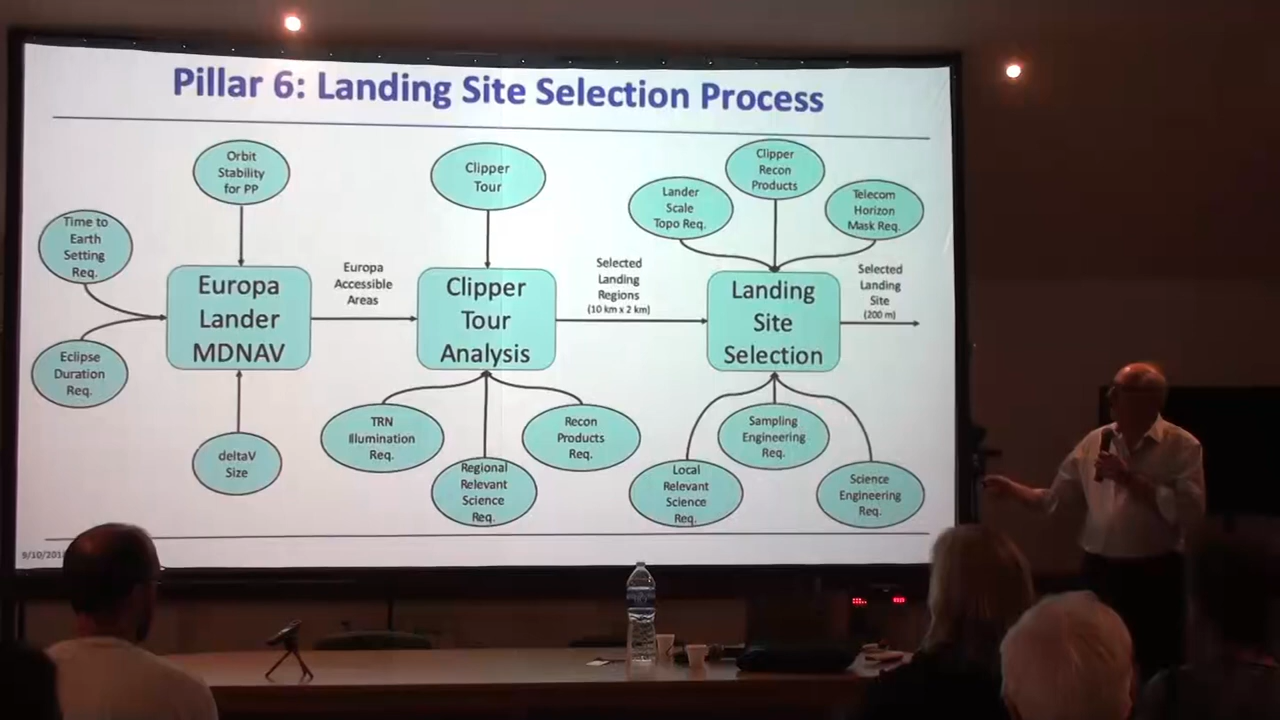 Pillar 6: Landing Site Selection Process
Orbit
Stability
for PP
Time to
Earth
Setting
Req.
Eclipse
Duration
Req.
Europa
Lander
MDNAV
deltaV
Size
Europa
Accessible
Areas
Clipper
Tour
Clipper
Tour
Analysis
TRN
Illumination
Req.
Regional
Relevant
Science
Req.
Recon
Products
Req.
Selected
Landing
Regions
(10 km x 2 km)
Lander
Scale
Topo Req.
Clipper
Recon
Products
Telecom
Horizon
Mask Req.
Landing
Site
Selection
Local
Relevant
Science
Req.
Sampling
Engineering
Req.
Science
Engineering
Req.
Selected
Landing
Site
(200 m)